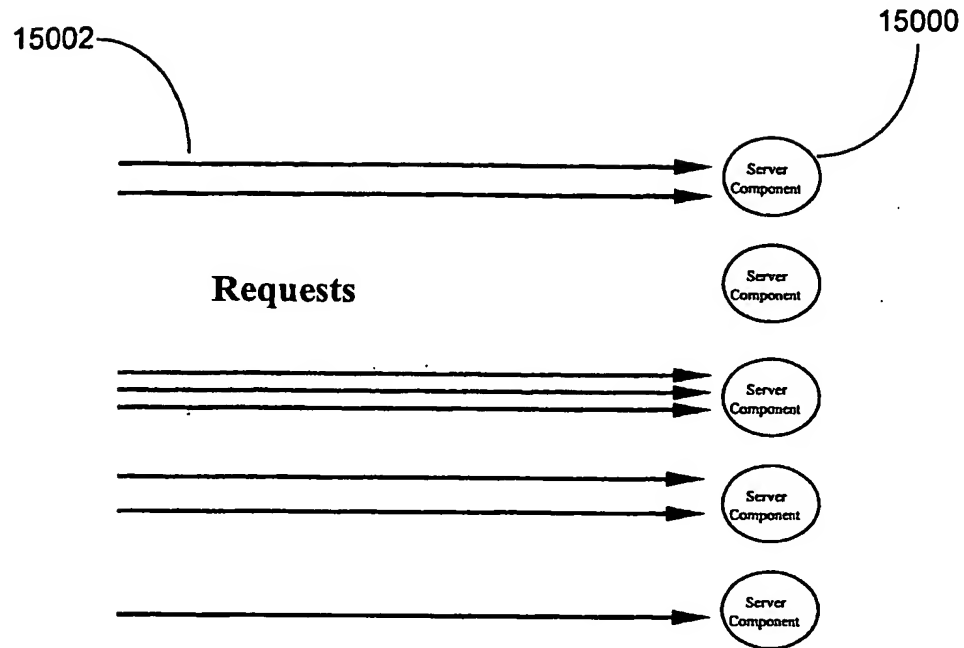 15002
15000
Server
Component
Requests
Server
Component
Server
Component
Server
Component
Server
Component